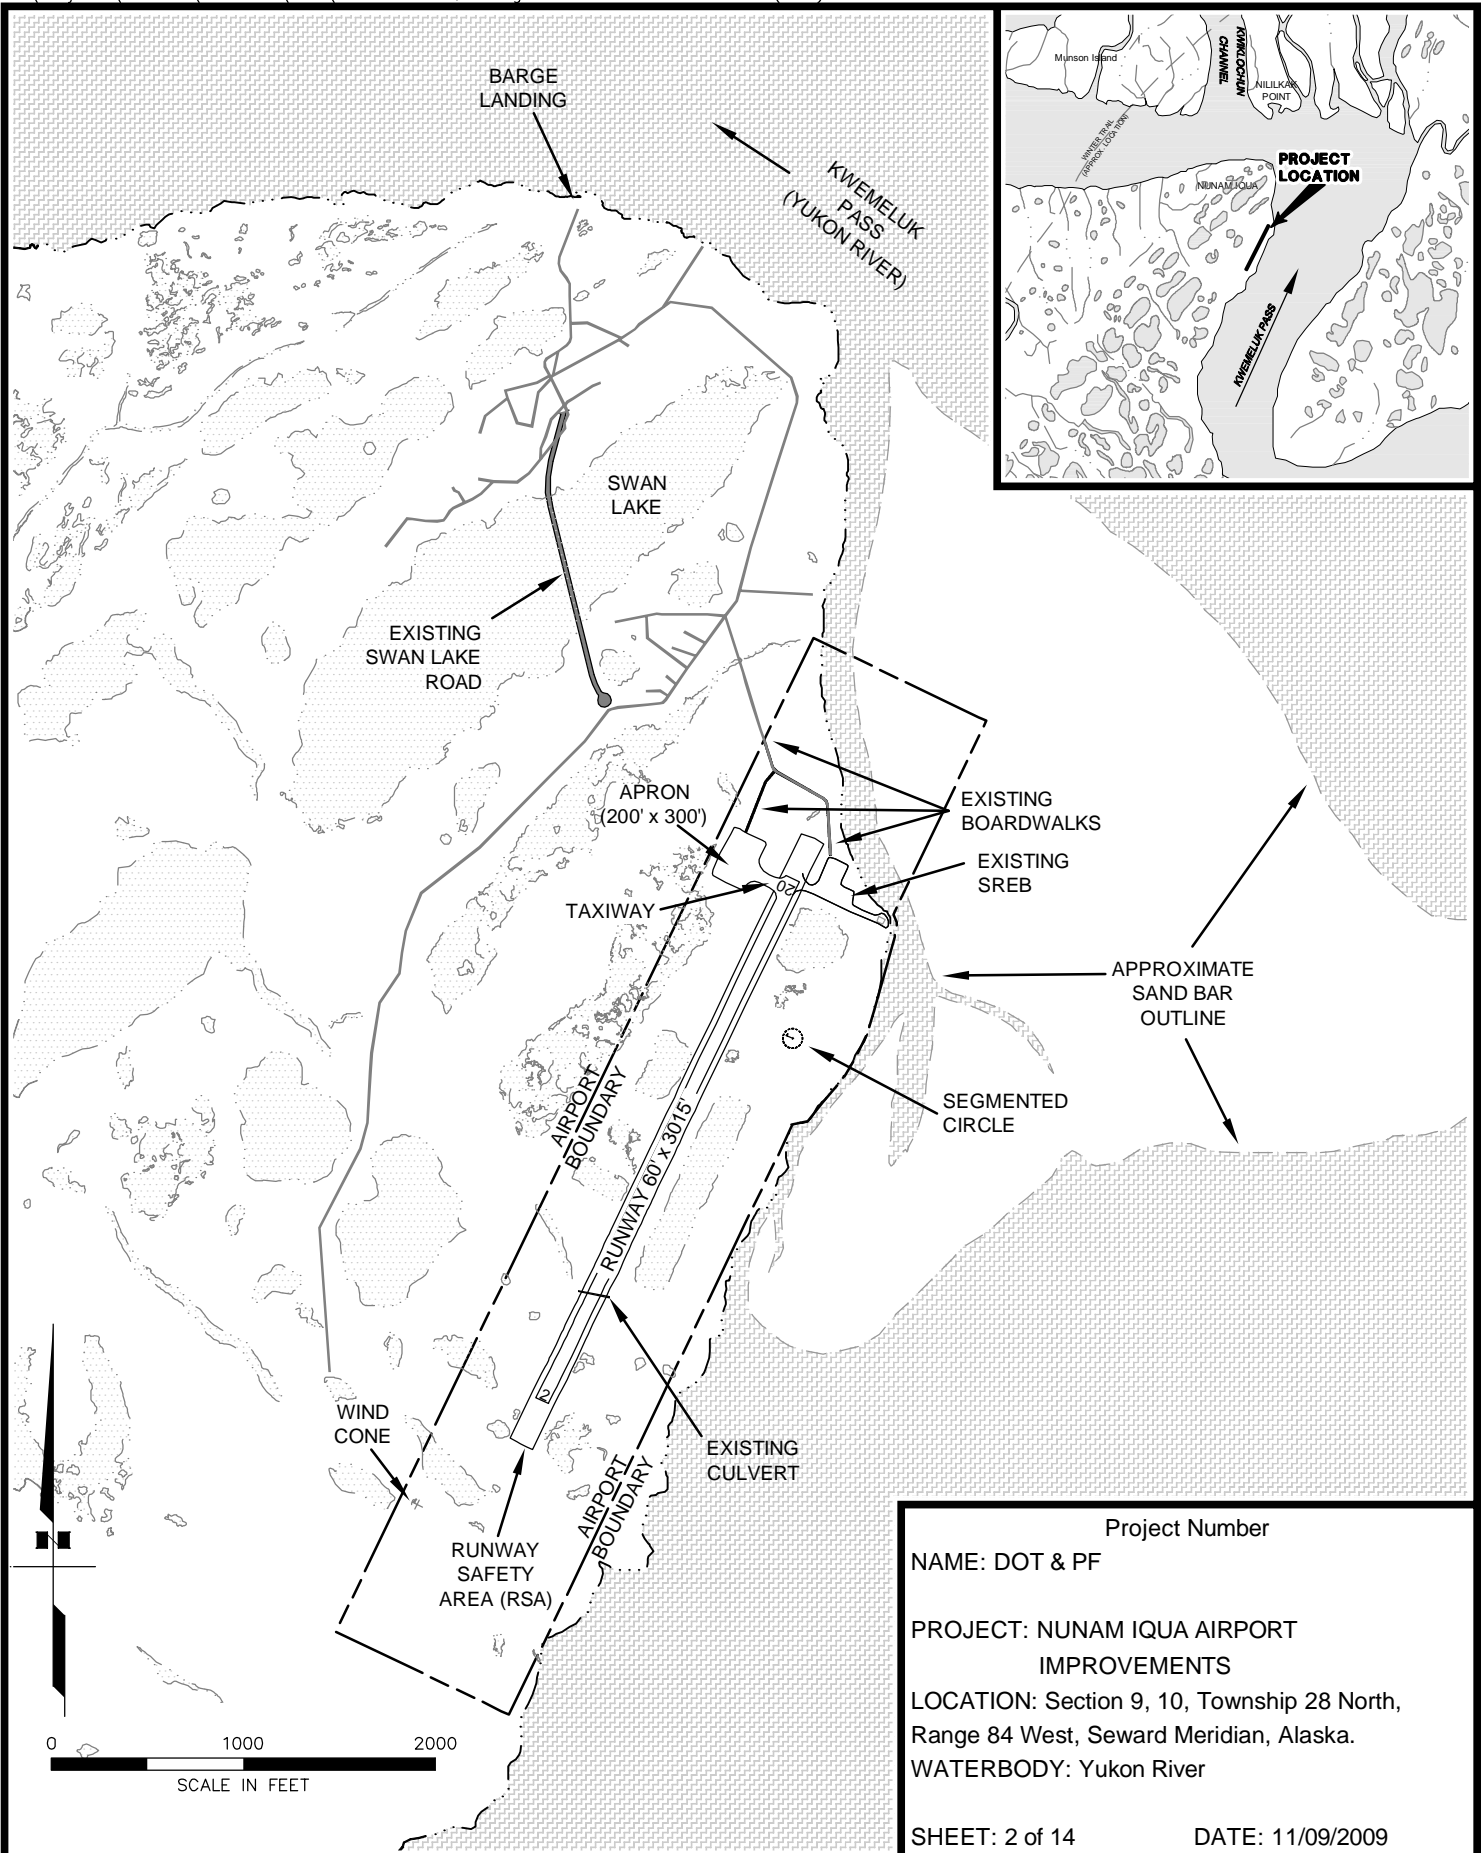 BARGE
LANDING
KWEMELUK
PASS
(YUKON RIVER)
Munson Island
KWIKLOCHUN
CHANNEL
NILILKAK
POINT
WINTER TRAIL
(APPROX. LOCATION)
PROJECT
LOCATION
NUNAM IQUA
KWEMELUK PASS
SWAN
LAKE
EXISTING
SWAN LAKE
ROAD
APRON
(200' x 300')
EXISTING
BOARDWALKS
EXISTING
SREB
TAXIWAY
20
APPROXIMATE
SAND BAR
OUTLINE
SEGMENTED
CIRCLE
AIRPORT
BOUNDARY
RUNWAY 60' x 3015'
2
WIND
CONE
EXISTING
CULVERT
AIRPORT
BOUNDARY
RUNWAY
SAFETY
AREA (RSA)
N
0 1000 2000
SCALE IN FEET
Project Number
NAME: DOT & PF
PROJECT: NUNAM IQUA AIRPORT
IMPROVEMENTS
LOCATION: Section 9, 10, Township 28 North,
Range 84 West, Seward Meridian, Alaska.
WATERBODY: Yukon River
SHEET: 2 of 14 DATE: 11/09/2009